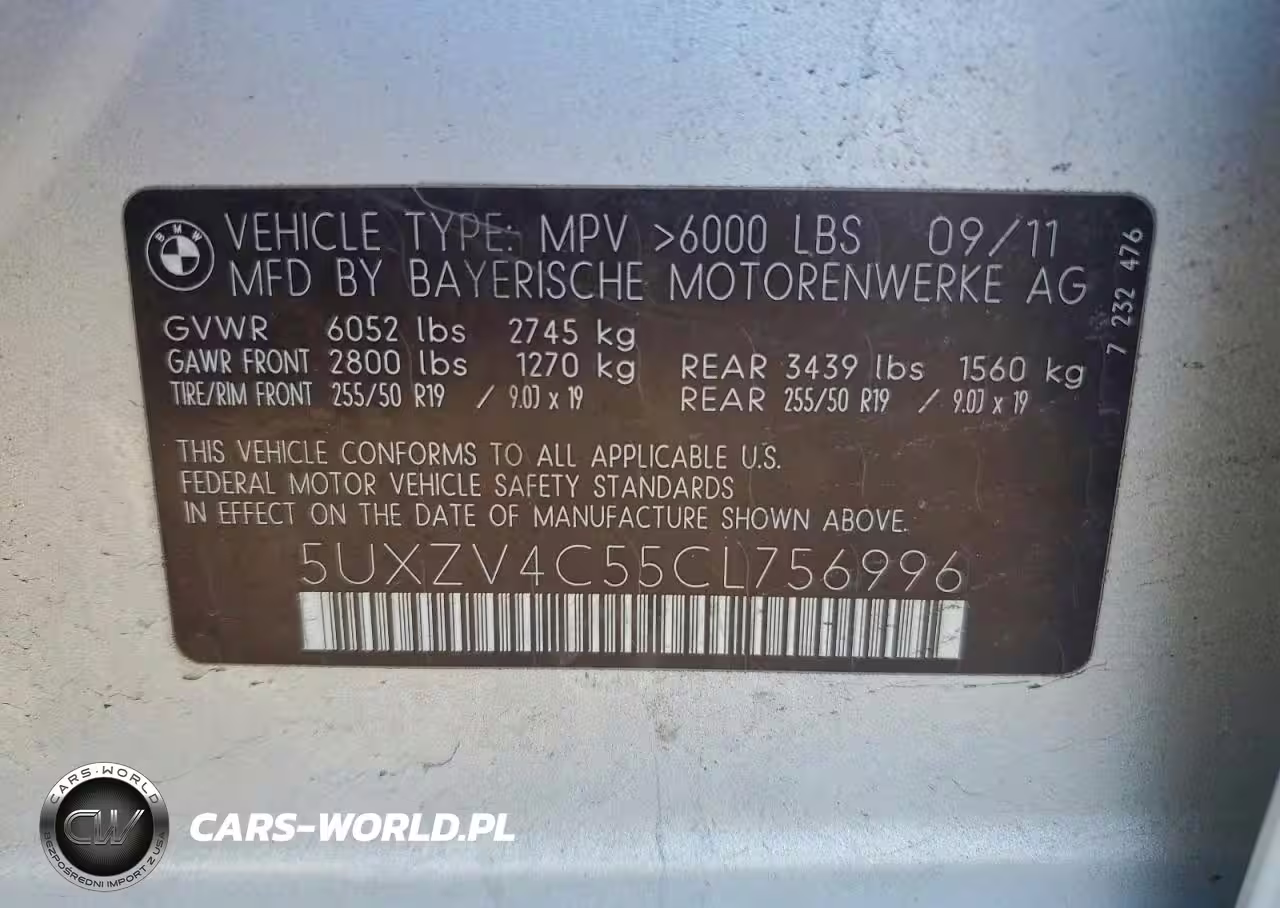 BMW
VEHICLE TYPE: MPV >6000 LBS 09/11
MFD BY BAYERISCHE MOTORENWERKE AG
7 232 476
GVWR 6052 lbs 2745 kg
GAWR FRONT 2800 lbs 1270 kg REAR 3439 lbs 1560 kg
TIRE/RIM FRONT 255/50 R19 / 9.0J x 19 REAR 255/50 R19 / 9.0J x 19
THIS VEHICLE CONFORMS TO ALL APPLICABLE U.S.
FEDERAL MOTOR VEHICLE SAFETY STANDARDS
IN EFFECT ON THE DATE OF MANUFACTURE SHOWN ABOVE.
5UXZV4C55CL756996
CARS-WORLD
CW
BEZPOŚREDNI IMPORT Z USA
CARS-WORLD.PL